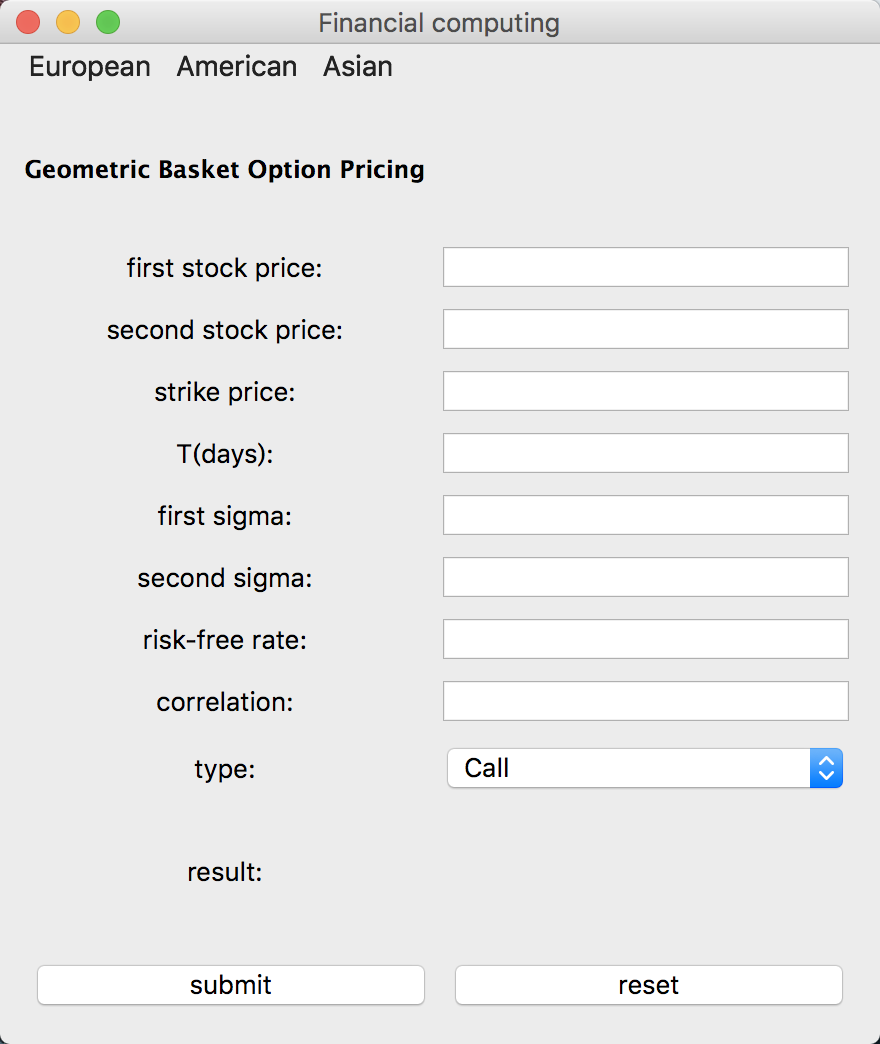 Financial computing
European American Asian
Geometric Basket Option Pricing
first stock price:
second stock price:
strike price:
T(days):
first sigma:
second sigma:
risk-free rate:
correlation:
type: Call
result:
submit reset